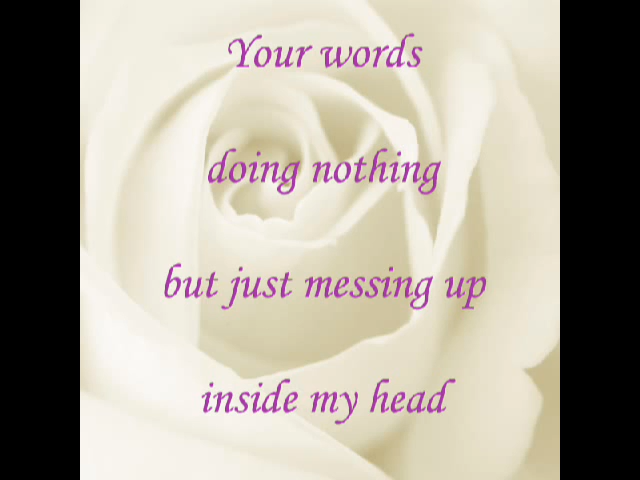 Your words
doing nothing
but just messing up
inside my head